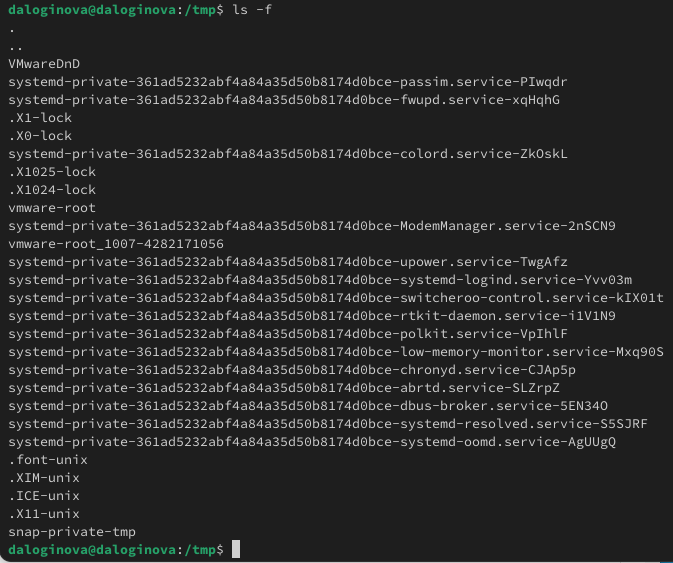 daloginova@daloginova:/tmp$ ls -f
.
..
VMwareDnD
systemd-private-361ad5232abf4a84a35d50b8174d0bce-passim.service-PIwqdr
systemd-private-361ad5232abf4a84a35d50b8174d0bce-fwupd.service-xqHqhG
.X1-lock
.X0-lock
systemd-private-361ad5232abf4a84a35d50b8174d0bce-colord.service-ZkOskL
.X1025-lock
.X1024-lock
vmware-root
systemd-private-361ad5232abf4a84a35d50b8174d0bce-ModemManager.service-2nSCN9
vmware-root_1007-4282171056
systemd-private-361ad5232abf4a84a35d50b8174d0bce-upower.service-TwgAfz
systemd-private-361ad5232abf4a84a35d50b8174d0bce-systemd-logind.service-Yvv03m
systemd-private-361ad5232abf4a84a35d50b8174d0bce-switcheroo-control.service-kIX01t
systemd-private-361ad5232abf4a84a35d50b8174d0bce-rtkit-daemon.service-i1V1N9
systemd-private-361ad5232abf4a84a35d50b8174d0bce-polkit.service-VpIhlF
systemd-private-361ad5232abf4a84a35d50b8174d0bce-low-memory-monitor.service-Mxq90S
systemd-private-361ad5232abf4a84a35d50b8174d0bce-chronyd.service-CJAp5p
systemd-private-361ad5232abf4a84a35d50b8174d0bce-abrtd.service-SLZrpZ
systemd-private-361ad5232abf4a84a35d50b8174d0bce-dbus-broker.service-5EN34O
systemd-private-361ad5232abf4a84a35d50b8174d0bce-systemd-resolved.service-S5SJRF
systemd-private-361ad5232abf4a84a35d50b8174d0bce-systemd-oomd.service-AgUUgQ
.font-unix
.XIM-unix
.ICE-unix
.X11-unix
snap-private-tmp
daloginova@daloginova:/tmp$